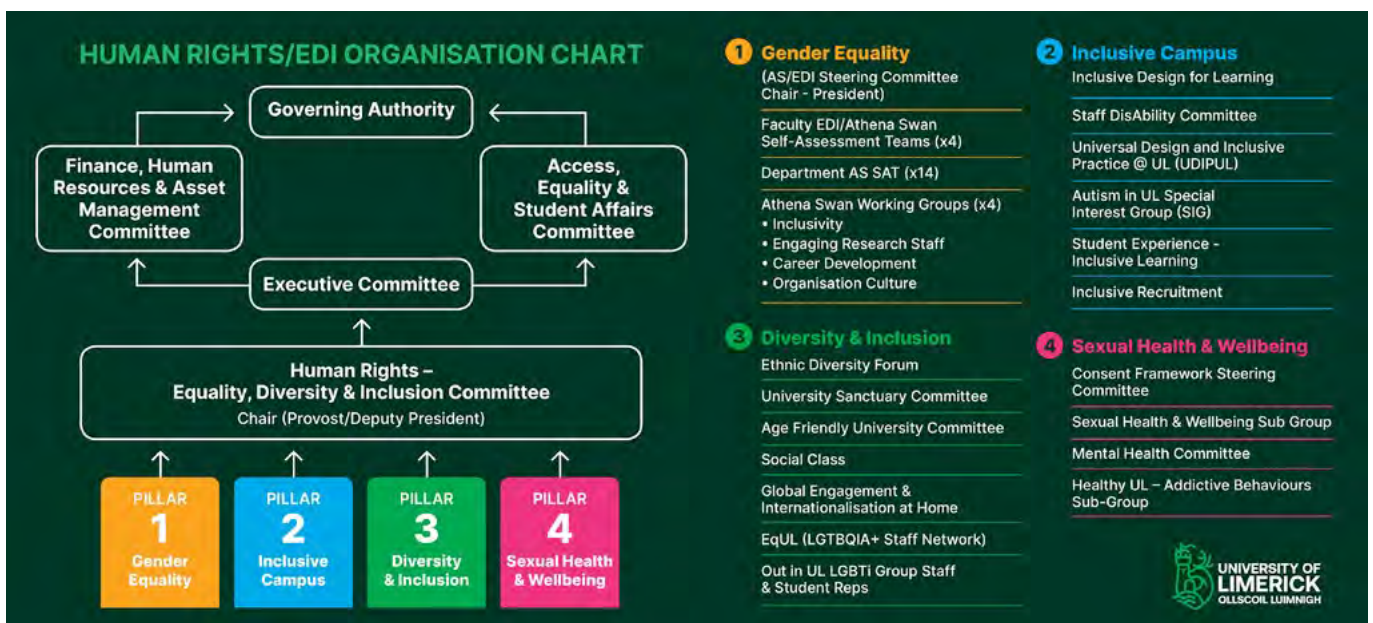 HUMAN RIGHTS/EDI ORGANISATION CHART
Governing Authority
Finance, Human
Resources & Asset
Management
Committee
Access,
Equality &
Student Affairs
Committee
Executive Committee
Human Rights –
Equality, Diversity & Inclusion Committee
Chair (Provost/Deputy President)
PILLAR
1
Gender
Equality
PILLAR
2
Inclusive
Campus
PILLAR
3
Diversity
& Inclusion
PILLAR
4
Sexual Health
& Wellbeing
1 Gender Equality
(AS/EDI Steering Committee
Chair - President)
Faculty EDI/Athena Swan
Self-Assessment Teams (x4)
Department AS SAT (x14)
Athena Swan Working Groups (x4)
• Inclusivity
• Engaging Research Staff
• Career Development
• Organisation Culture
2 Inclusive Campus
Inclusive Design for Learning
Staff DisAbility Committee
Universal Design and Inclusive
Practice @ UL (UDIPUL)
Autism in UL Special
Interest Group (SIG)
Student Experience -
Inclusive Learning
Inclusive Recruitment
3 Diversity & Inclusion
Ethnic Diversity Forum
University Sanctuary Committee
Age Friendly University Committee
Social Class
Global Engagement &
Internationalisation at Home
EqUL (LGTBQIA+ Staff Network)
Out in UL LGBTi Group Staff
& Student Reps
4 Sexual Health & Wellbeing
Consent Framework Steering
Committee
Sexual Health & Wellbeing Sub Group
Mental Health Committee
Healthy UL – Addictive Behaviours
Sub-Group
UNIVERSITY OF
LIMERICK
OLLSCOIL LUIMNIGH